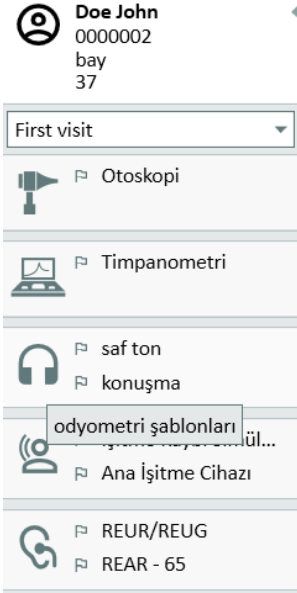 Doe John
0000002
bay
37
First visit
Otoskopi
Timpanometri
saf ton
konuşma
odyometri şablonları
Ana İşitme Cihazı
REUR/REUG
REAR - 65